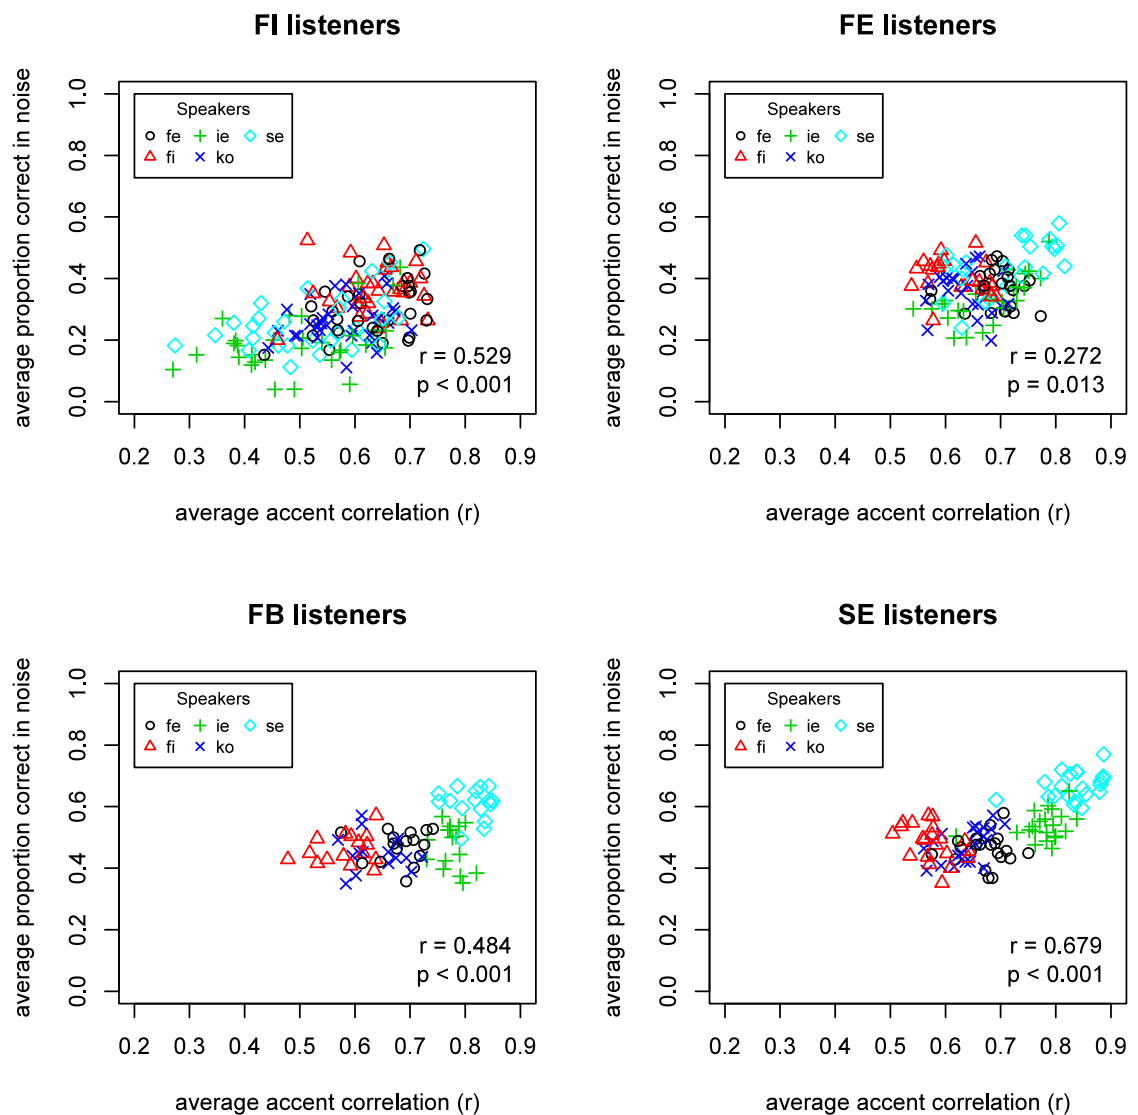 FI listeners
average proportion correct in noise
1.0
0.8
0.6
0.4
0.2
0.0
Speakers
fe ie se
fi ko
r = 0.529
p < 0.001
0.2 0.3 0.4 0.5 0.6 0.7 0.8 0.9
average accent correlation (r)
FE listeners
average proportion correct in noise
1.0
0.8
0.6
0.4
0.2
0.0
Speakers
fe ie se
fi ko
r = 0.272
p = 0.013
0.2 0.3 0.4 0.5 0.6 0.7 0.8 0.9
average accent correlation (r)
FB listeners
average proportion correct in noise
1.0
0.8
0.6
0.4
0.2
0.0
Speakers
fe ie se
fi ko
r = 0.484
p < 0.001
0.2 0.3 0.4 0.5 0.6 0.7 0.8 0.9
average accent correlation (r)
SE listeners
average proportion correct in noise
1.0
0.8
0.6
0.4
0.2
0.0
Speakers
fe ie se
fi ko
r = 0.679
p < 0.001
0.2 0.3 0.4 0.5 0.6 0.7 0.8 0.9
average accent correlation (r)